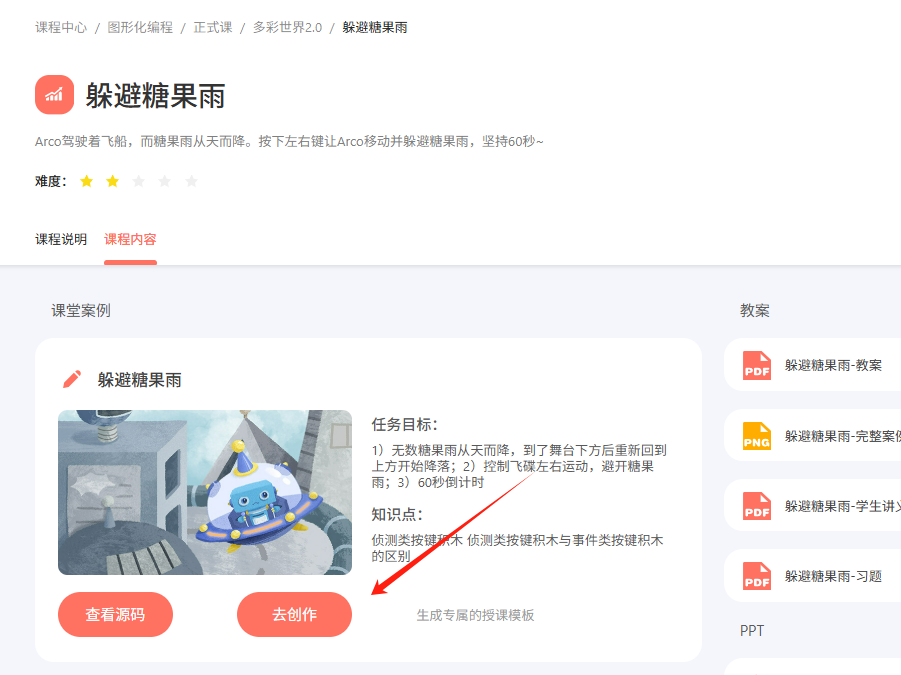 课程中心 / 图形化编程 / 正式课 / 多彩世界2.0 / 躲避糖果雨
躲避糖果雨
Arco驾驶着飞船，而糖果雨从天而降。按下左右键让Arco移动并躲避糖果雨，坚持60秒~
难度：
课程说明 课程内容
课堂案例
躲避糖果雨
任务目标：
1）无数糖果雨从天而降，到了舞台下方后重新回到
上方开始降落；2）控制飞碟左右运动，避开糖果
雨；3）60秒倒计时
知识点：
侦测类按键积木 侦测类按键积木与事件类按键积木
的区别
查看源码 去创作 生成专属的授课模板
教案
PDF 躲避糖果雨-教案
PNG 躲避糖果雨-完整案例
PDF 躲避糖果雨-学生讲义
PDF 躲避糖果雨-习题
PPT